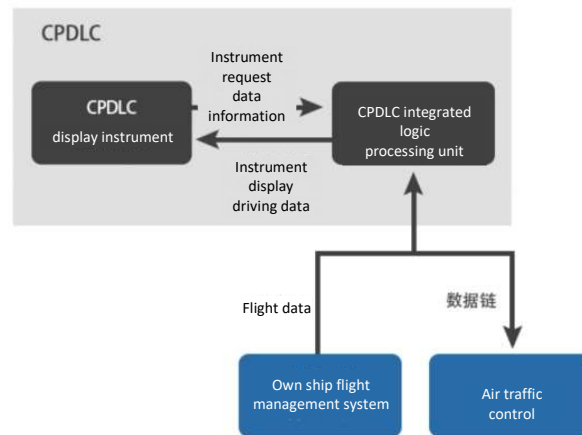 CPDLC
Instrument
request
data
information
CPDLC
display instrument
CPDLC integrated
logic
processing unit
Instrument
display
driving data
Flight data
数据链
Own ship flight
management system
Air traffic
control